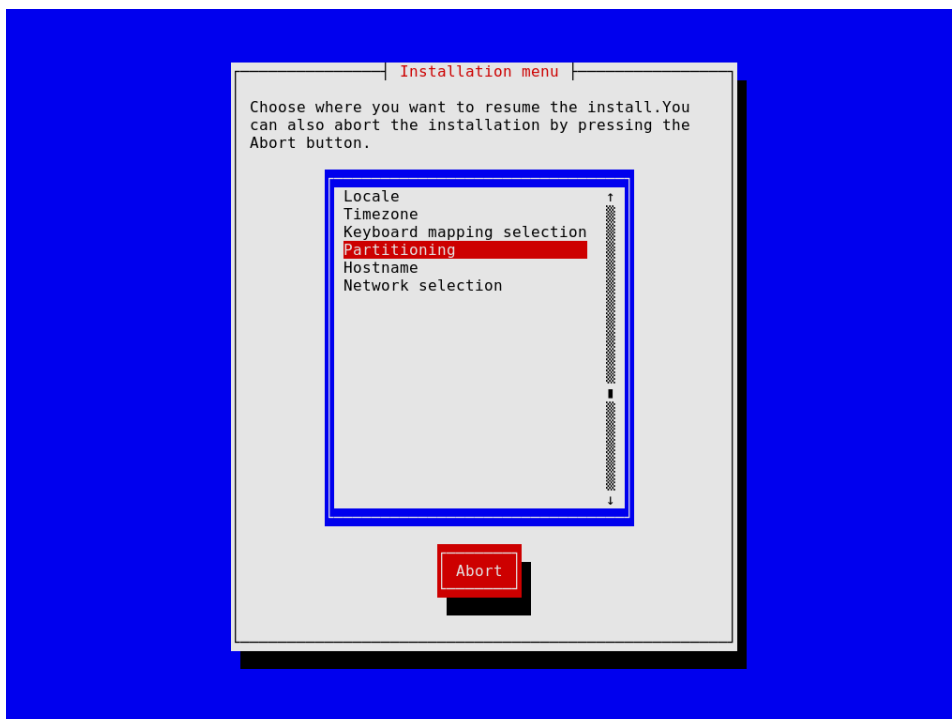 Installation menu
Choose where you want to resume the install.You
can also abort the installation by pressing the
Abort button.
Locale
Timezone
Keyboard mapping selection
Partitioning
Hostname
Network selection
Abort